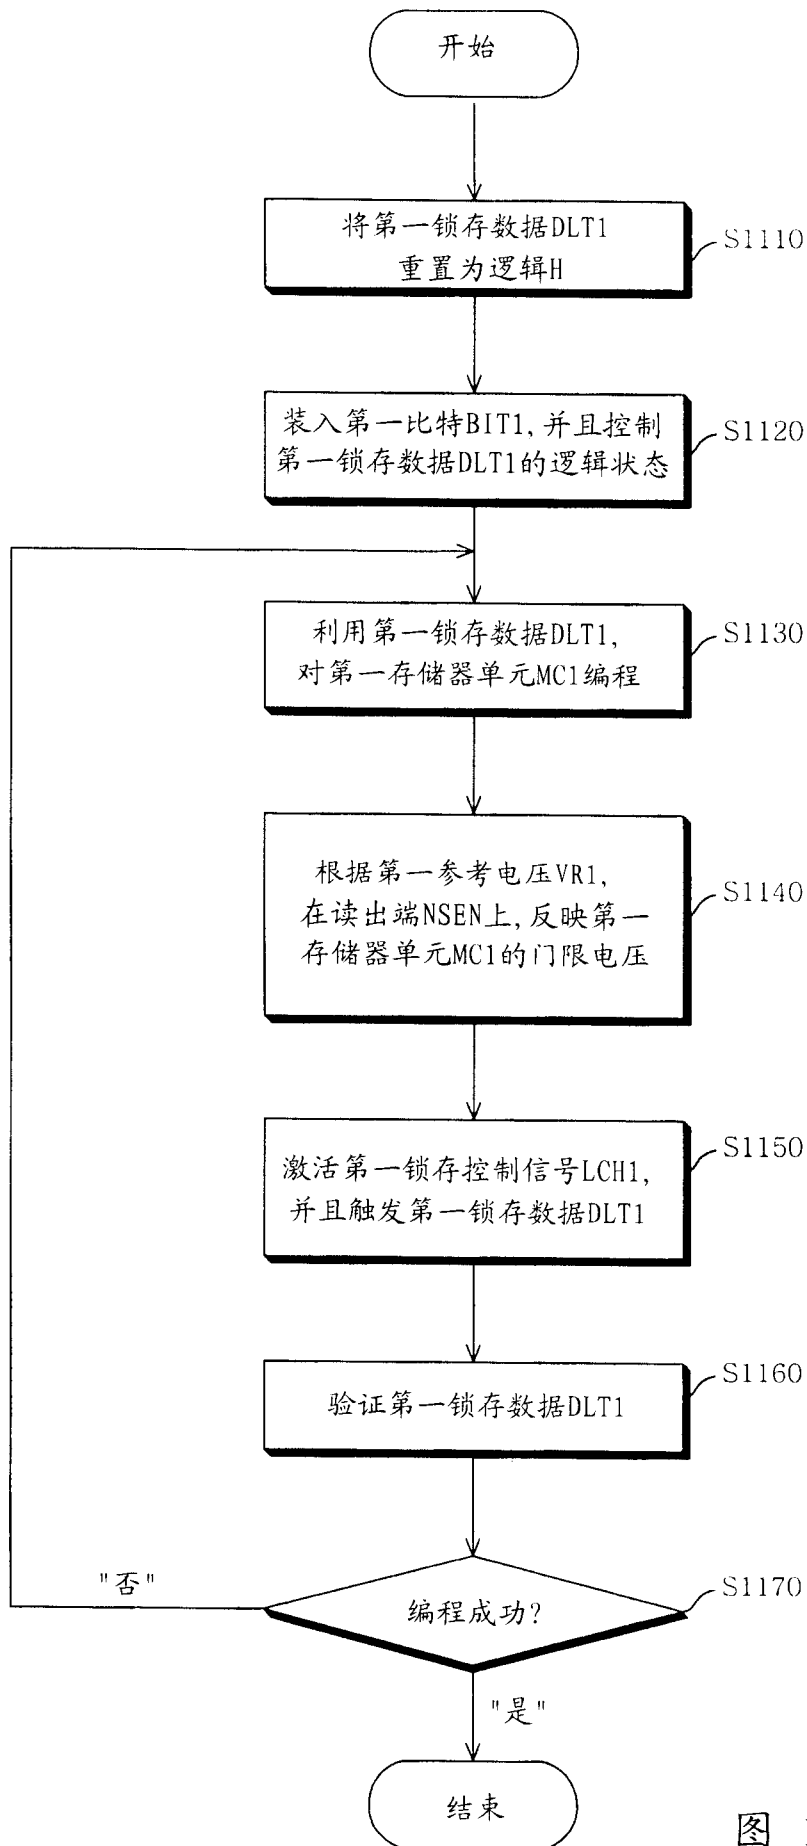 开始
将第一锁存数据DLT1
重置为逻辑H
S1110
装入第一比特BIT1,并且控制
第一锁存数据DLT1的逻辑状态
S1120
利用第一锁存数据DLT1,
对第一存储器单元MC1编程
S1130
根据第一参考电压VR1,
在读出端NSEN上,反映第一
存储器单元MC1的门限电压
S1140
激活第一锁存控制信号LCH1,
并且触发第一锁存数据DLT1
S1150
验证第一锁存数据DLT1
S1160
"否"
编程成功?
S1170
"是"
结束
图